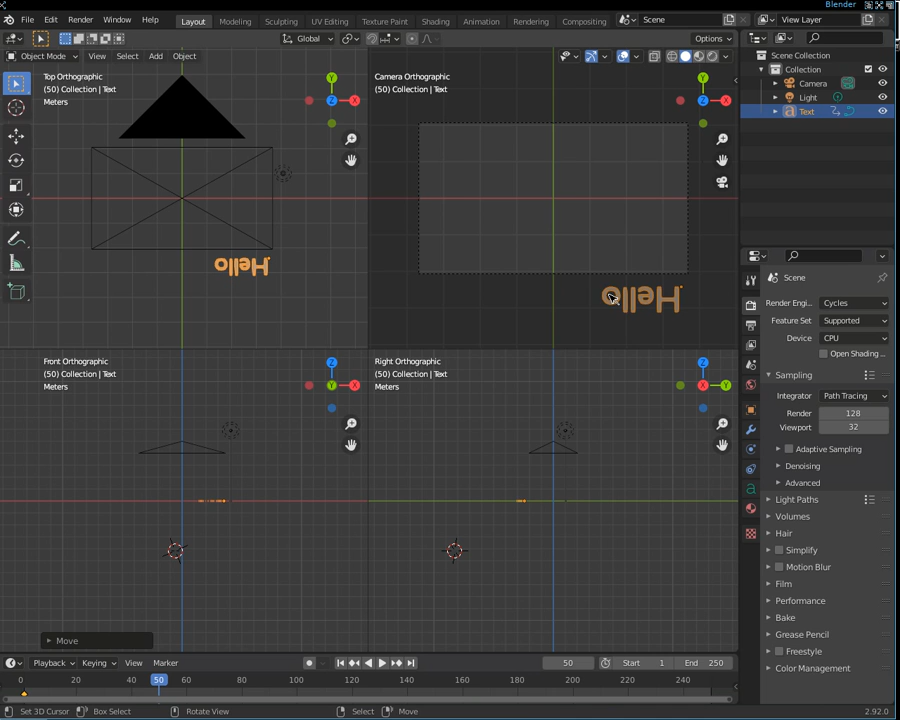 Blender
File Edit Render Window Help Layout Modeling Sculpting UV Editing Texture Paint Shading Animation Rendering Compositing Scene View Layer
Global Options
Object Mode View Select Add Object
Top Orthographic
(50) Collection | Text
Meters
Y
Z X
Hello
Camera Orthographic
(50) Collection | Text
Y
Z X
Hello
Front Orthographic
(50) Collection | Text
Meters
Z
Y X
Right Orthographic
(50) Collection | Text
Meters
Z
X Y
Move
Scene Collection
Collection
Camera
Light
Text
Scene
Render Engi.. Cycles
Feature Set Supported
Device CPU
Open Shading ...
Sampling
Integrator Path Tracing
Render 128
Viewport 32
Adaptive Sampling
Denoising
Advanced
Light Paths
Volumes
Hair
Simplify
Motion Blur
Film
Performance
Bake
Grease Pencil
Freestyle
Color Management
Playback Keying View Marker 50 Start 1 End 250
0 20 40 50 80 100 120 140 160 180 200 220 240
Set 3D Cursor Box Select Rotate View Select Move 2.92.0